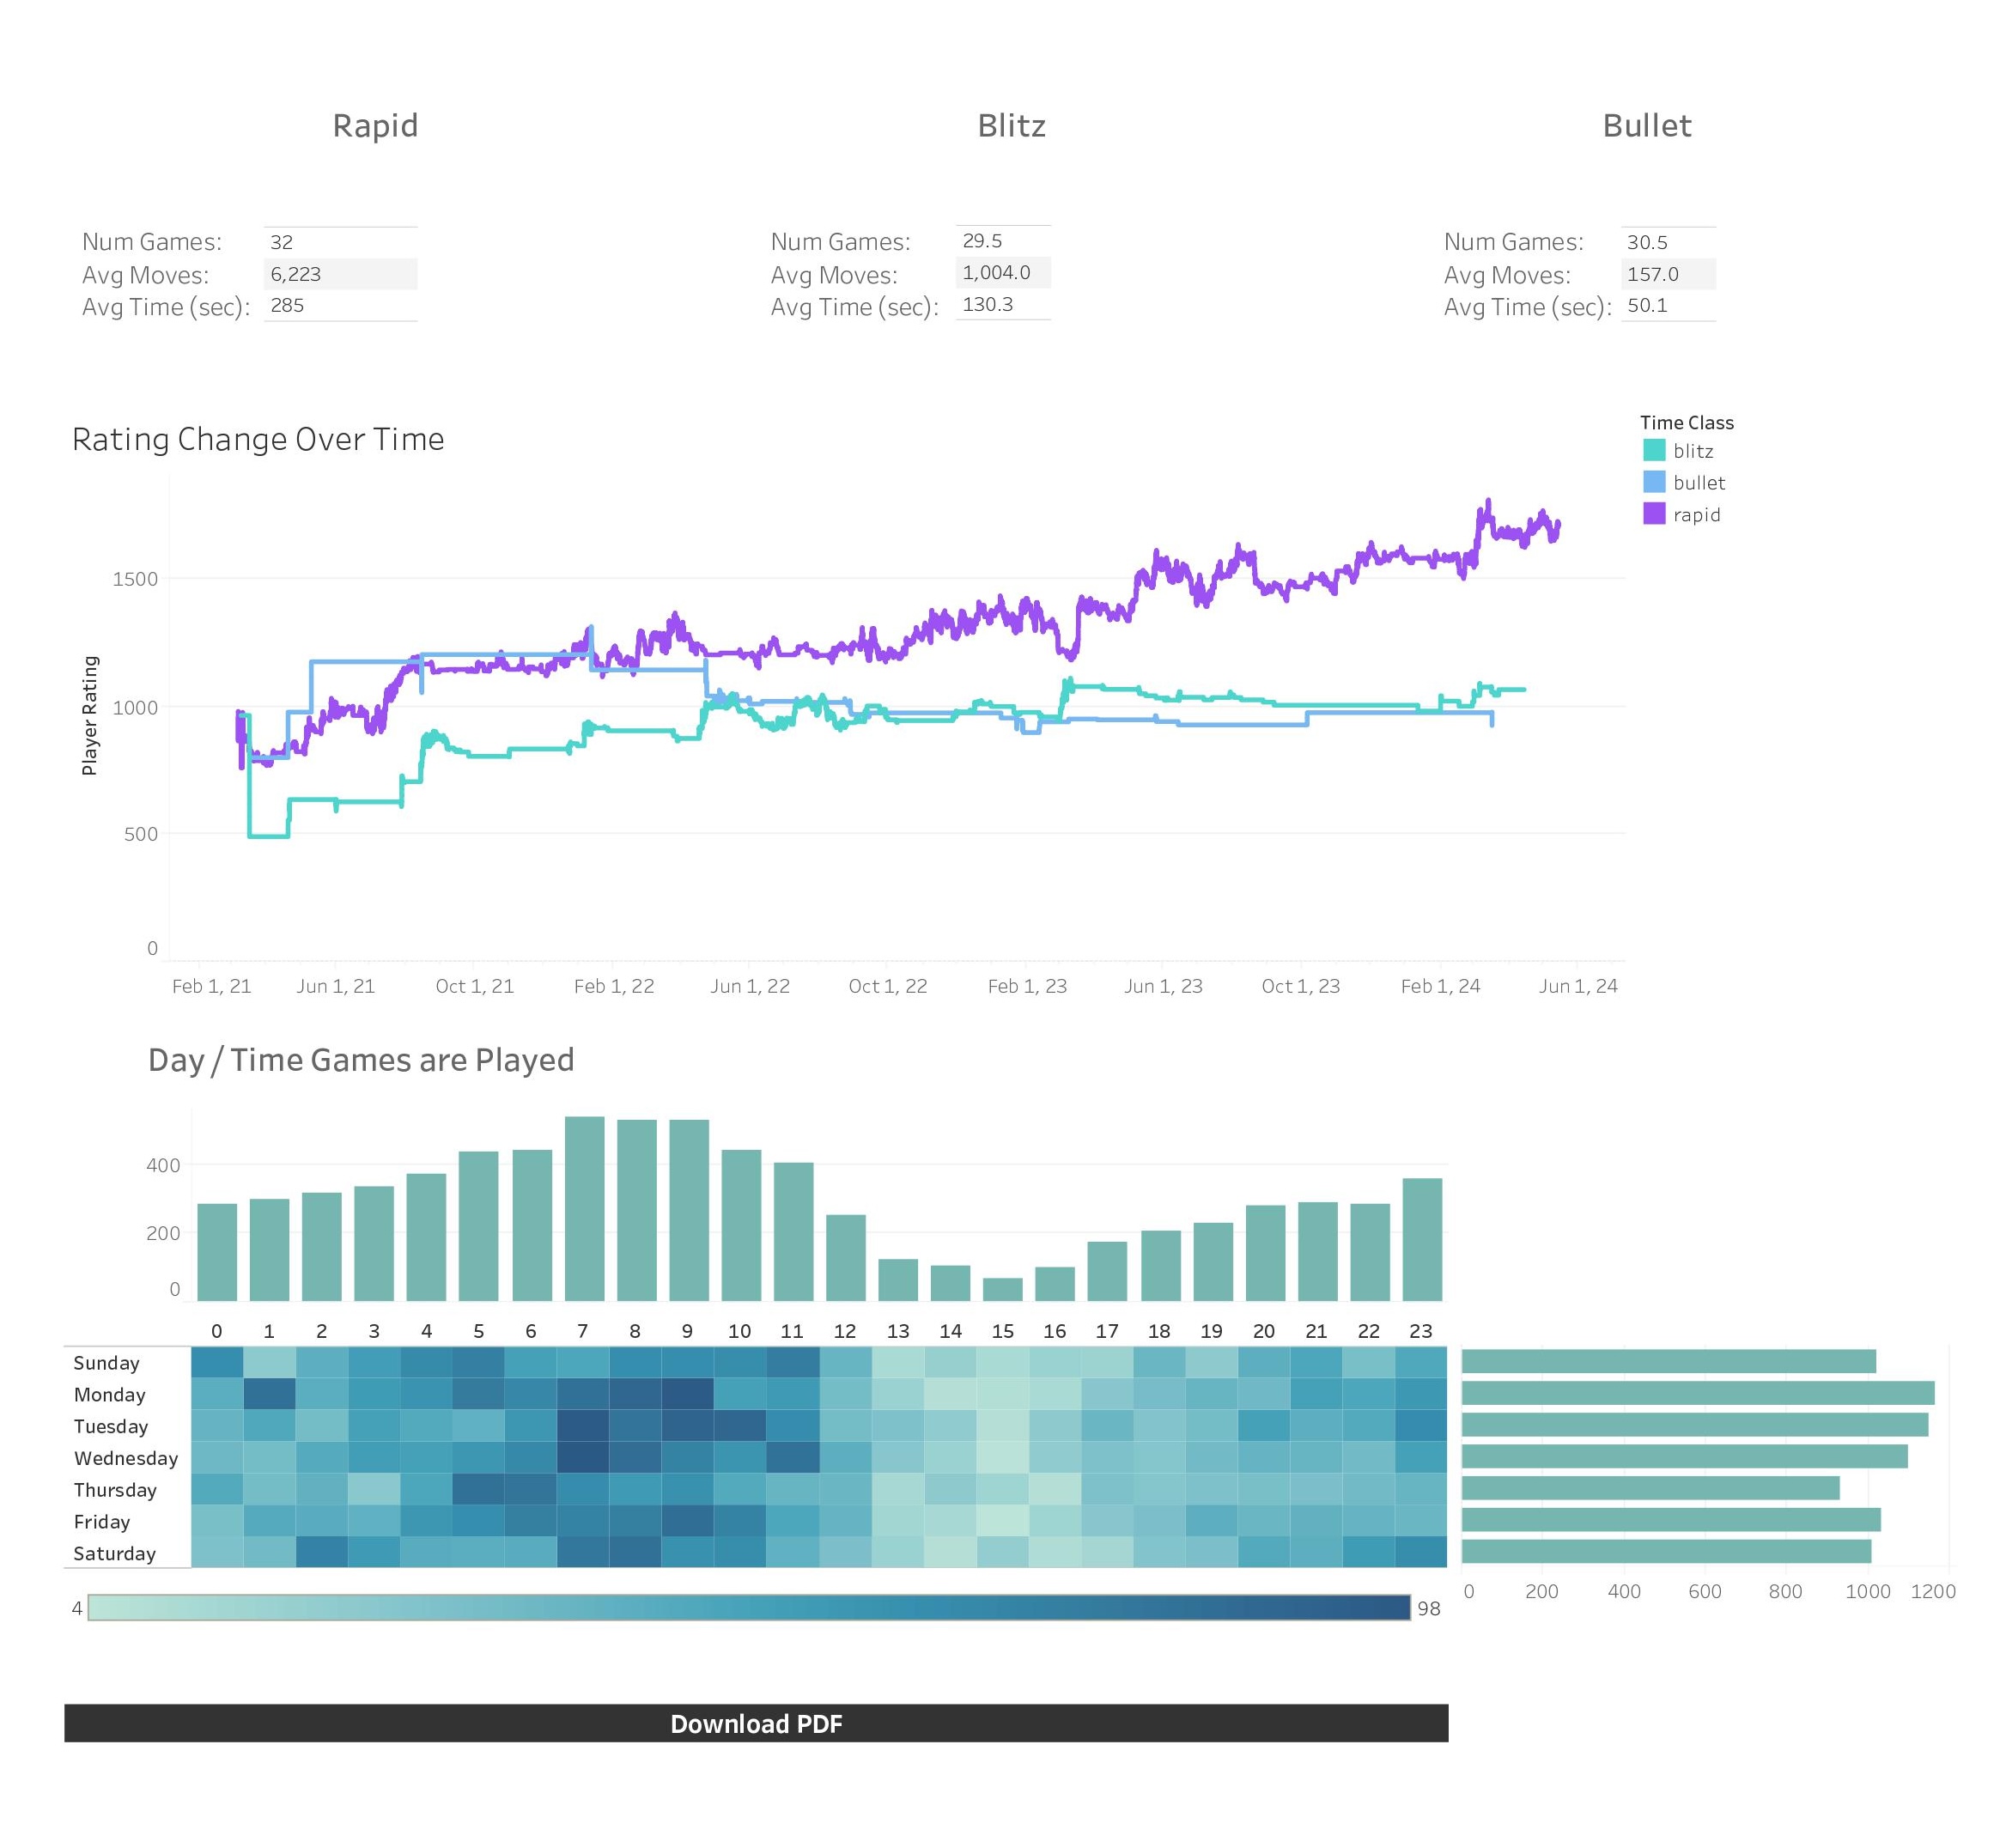 Rapid Blitz Bullet
Num Games: 32 Num Games: 29.5 Num Games: 30.5
Avg Moves: 6,223 Avg Moves: 1,004.0 Avg Moves: 157.0
Avg Time (sec): 285 Avg Time (sec): 130.3 Avg Time (sec): 50.1
Rating Change Over Time
Time Class
blitz
bullet
rapid
Player Rating
1500
1000
500
0
Feb 1, 21 Jun 1, 21 Oct 1, 21 Feb 1, 22 Jun 1, 22 Oct 1, 22 Feb 1, 23 Jun 1, 23 Oct 1, 23 Feb 1, 24 Jun 1, 24
Day / Time Games are Played
400
200
0
0 1 2 3 4 5 6 7 8 9 10 11 12 13 14 15 16 17 18 19 20 21 22 23
Sunday
Monday
Tuesday
Wednesday
Thursday
Friday
Saturday
0 200 400 600 800 1000 1200
4 98
Download PDF